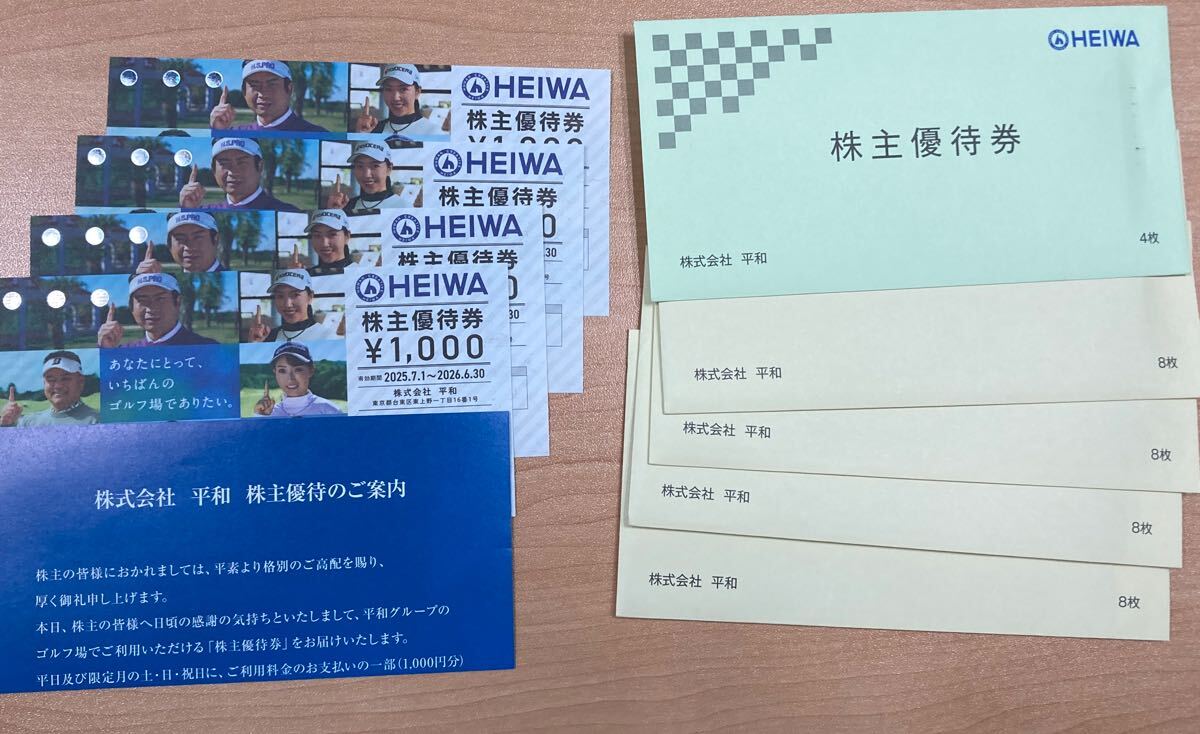 HEIWA
株主優待券
HEIWA
株主優待券
.30
HEIWA
株主優待券
30
N.S.PRO
HEIWA
株主優待券
¥1,000
有効期間 2025.7.1〜2026.6.30
株式会社 平和
東京都台東区東上野一丁目16番1号
あなたにとって、
いちばんの
ゴルフ場でありたい。
株式会社 平和 株主優待のご案内
株主の皆様におかれましては、平素より格別のご高配を賜り、
厚く御礼申し上げます。
本日、株主の皆様へ日頃の感謝の気持ちといたしまして、平和グループの
ゴルフ場でご利用いただける「株主優待券」をお届けいたします。
平日及び限定月の土・日・祝日に、ご利用料金のお支払いの一部(1,000円分)
HEIWA
株主優待券
株式会社 平和
4枚
株式会社 平和
8枚
株式会社 平和
8枚
株式会社 平和
8枚
株式会社 平和
8枚